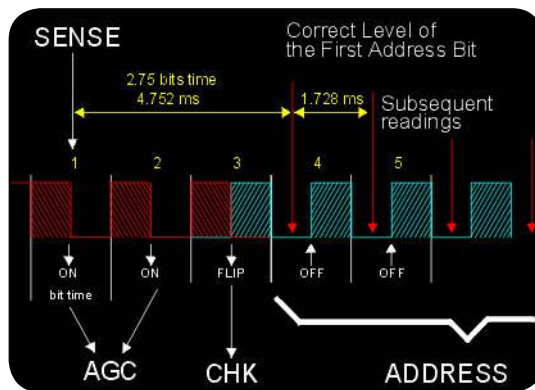 SENSE
Correct Level of
the First Address Bit
2.75 bits time
4.752 ms
1.728 ms
Subsequent
readings
1 2 3 4 5
ON ON FLIP OFF OFF
bit time
AGC CHK ADDRESS